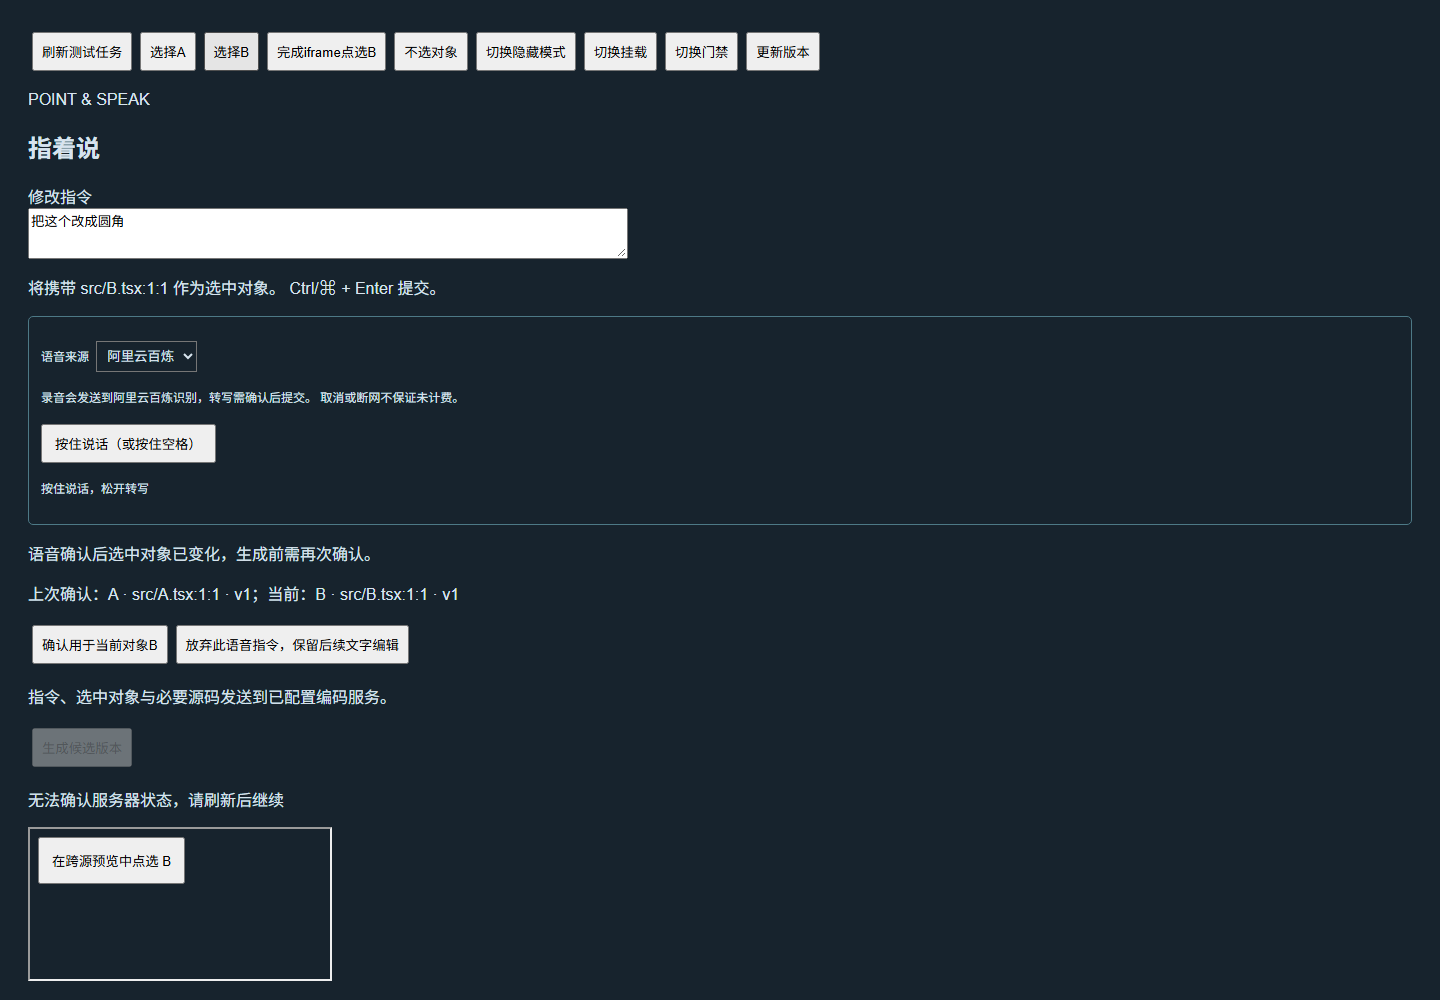 刷新测试任务 选择A 选择B 完成iframe点选B 不选对象 切换隐藏模式 切换挂载 切换门禁 更新版本
POINT & SPEAK
指着说
修改指令
把这个改成圆角
将携带 src/B.tsx:1:1 作为选中对象。 Ctrl/⌘ + Enter 提交。
语音来源 阿里云百炼
录音会发送到阿里云百炼识别，转写需确认后提交。 取消或断网不保证未计费。
按住说话（或按住空格）
按住说话，松开转写
语音确认后选中对象已变化，生成前需再次确认。
上次确认：A · src/A.tsx:1:1 · v1；当前：B · src/B.tsx:1:1 · v1
确认用于当前对象B 放弃此语音指令，保留后续文字编辑
指令、选中对象与必要源码发送到已配置编码服务。
生成候选版本
无法确认服务器状态，请刷新后继续
在跨源预览中点选 B